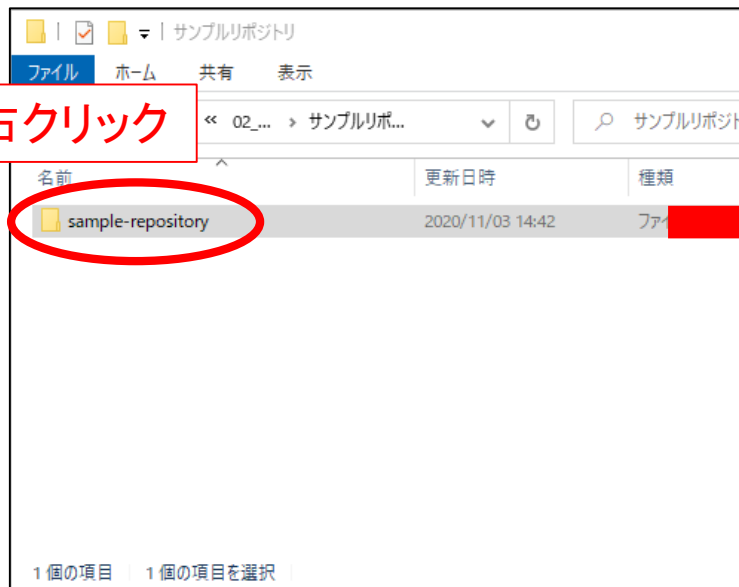 サンプルリポジトリ
ファイル ホーム 共有 表示
右クリック
« 02_... › サンプルリポ... サンプルリポジト
名前 更新日時 種類
sample-repository 2020/11/03 14:42 ファイ
1 個の項目 1 個の項目を選択